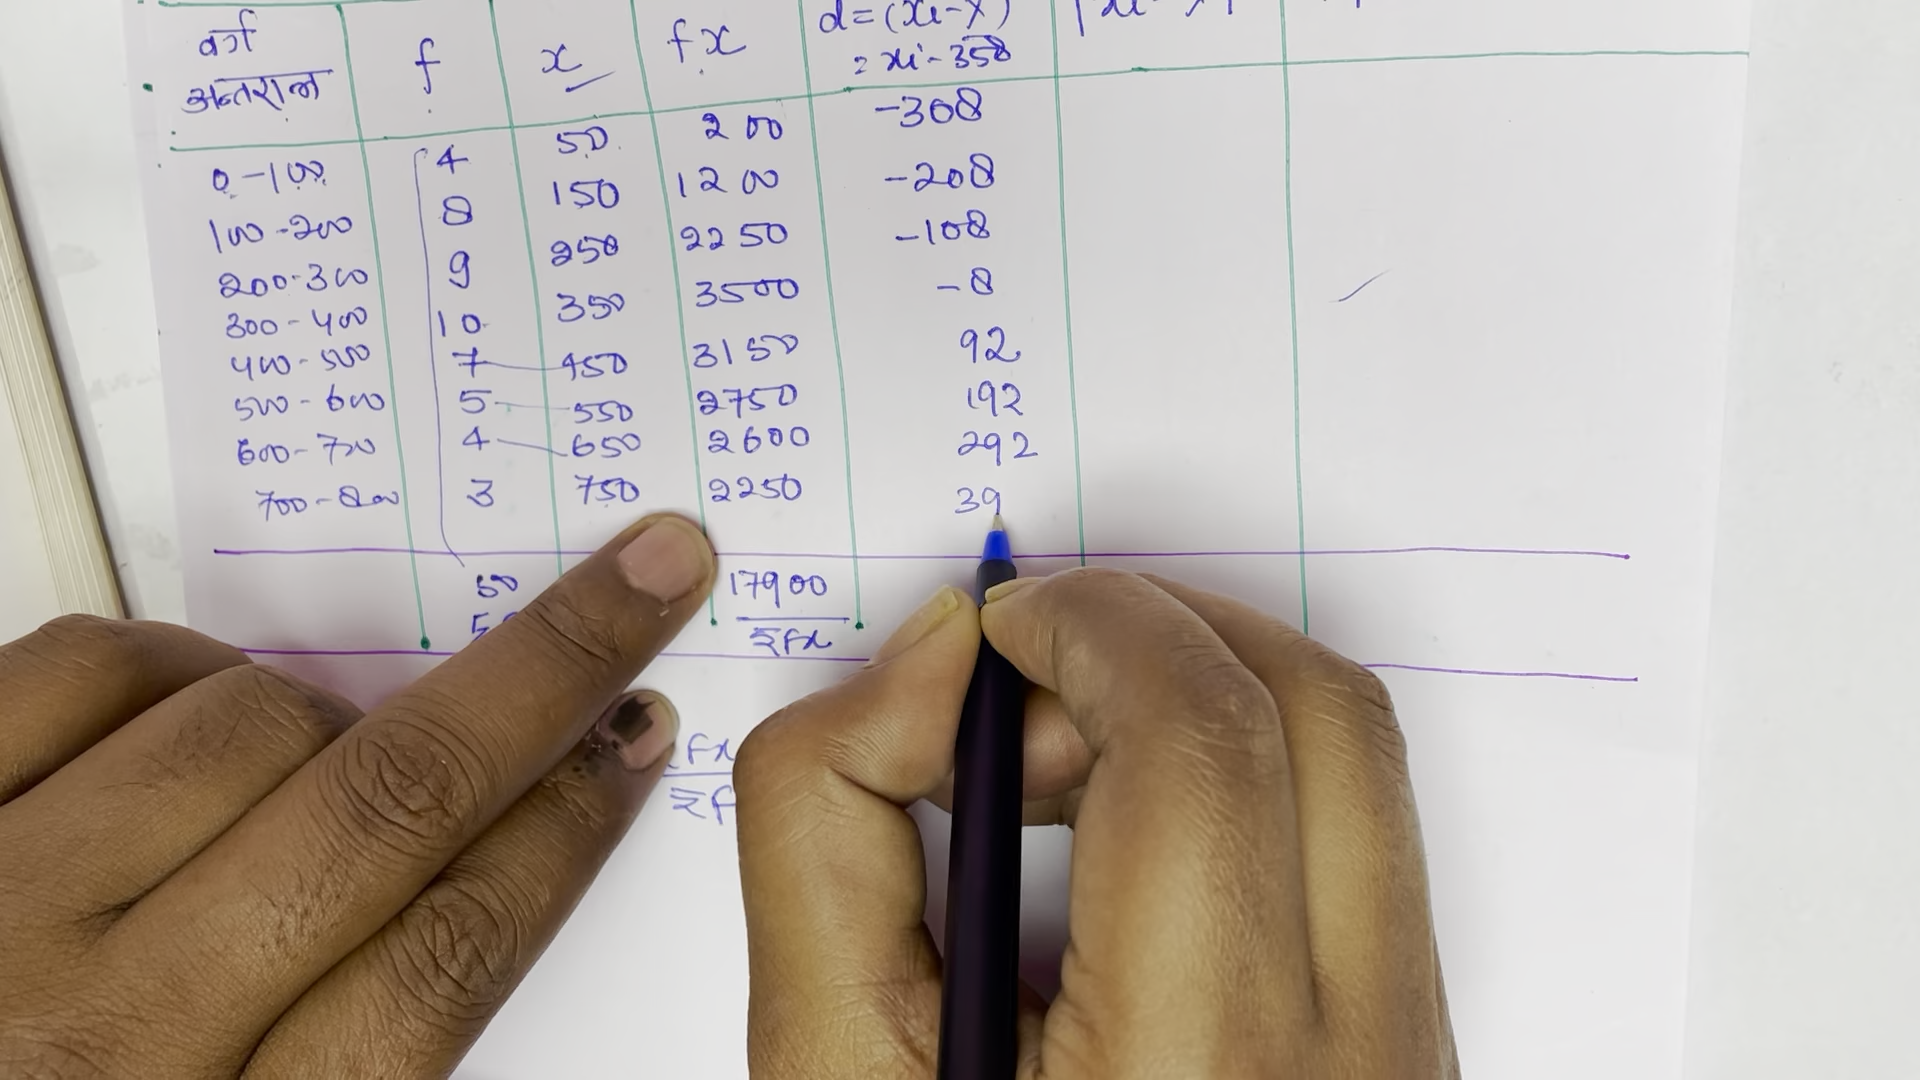 वर्ग अन्तराल f x fx d=(xi-x̄) |xi-x̄|
= xi-358
0-100 4 50 200 -308
100-200 8 150 1200 -208
200-300 9 250 2250 -108
300-400 10 350 3500 -8
400-500 7 450 3150 92
500-600 5 550 2750 192
600-700 4 650 2600 292
700-800 3 750 2250 39
50 17900
Σfx
Σfx
Σf